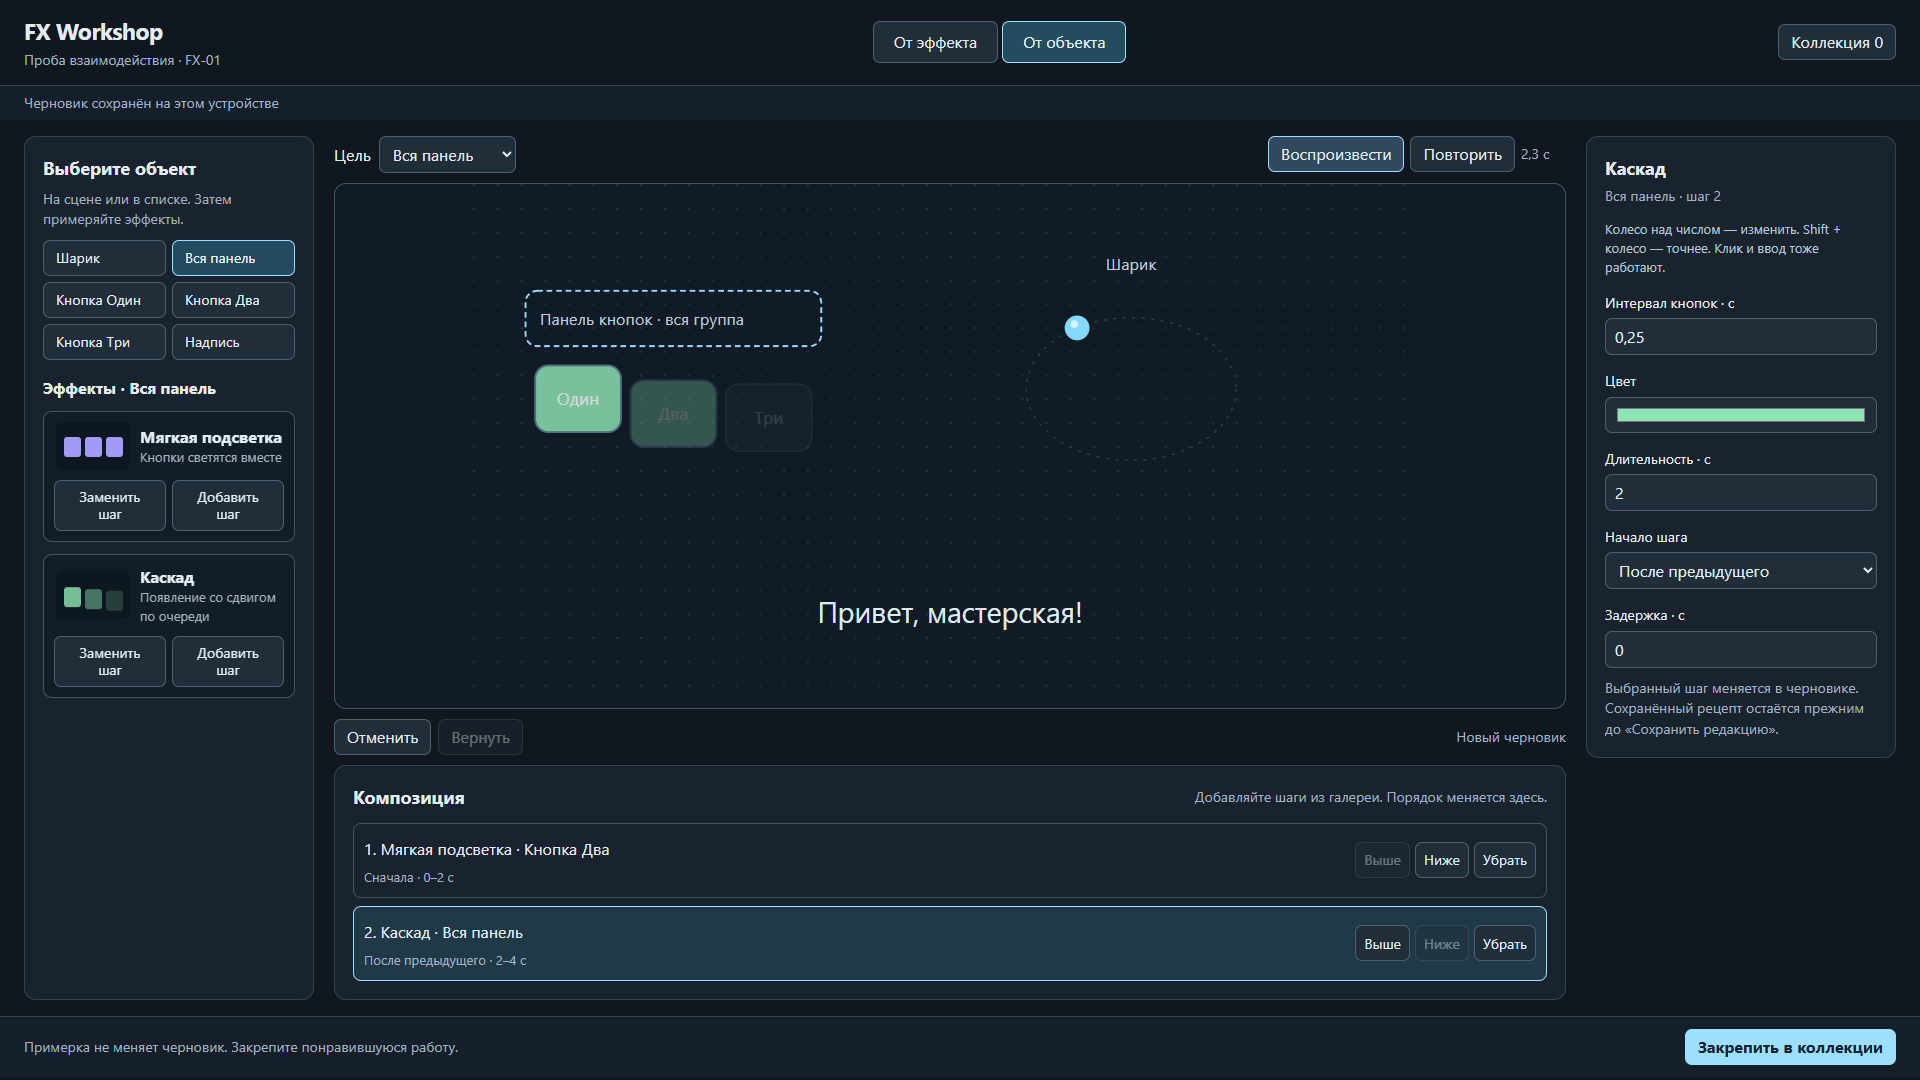 FX Workshop
Проба взаимодействия · FX-01
От эффекта
От объекта
Коллекция 0
Черновик сохранён на этом устройстве
Выберите объект
На сцене или в списке. Затем
примеряйте эффекты.
Шарик
Вся панель
Кнопка Один
Кнопка Два
Кнопка Три
Надпись
Эффекты · Вся панель
Мягкая подсветка
Кнопки светятся вместе
Заменить
шаг
Добавить
шаг
Каскад
Появление со сдвигом
по очереди
Заменить
шаг
Добавить
шаг
Цель
Вся панель
Воспроизвести
Повторить
2,3 с
Шарик
Панель кнопок · вся группа
Один
Два
Три
Привет, мастерская!
Отменить
Вернуть
Новый черновик
Композиция
Добавляйте шаги из галереи. Порядок меняется здесь.
1. Мягкая подсветка · Кнопка Два
Сначала · 0–2 с
Выше
Ниже
Убрать
2. Каскад · Вся панель
После предыдущего · 2–4 с
Выше
Ниже
Убрать
Каскад
Вся панель · шаг 2
Колесо над числом — изменить. Shift +
колесо — точнее. Клик и ввод тоже
работают.
Интервал кнопок · с
0,25
Цвет
Длительность · с
2
Начало шага
После предыдущего
Задержка · с
0
Выбранный шаг меняется в черновике.
Сохранённый рецепт остаётся прежним
до «Сохранить редакцию».
Примерка не меняет черновик. Закрепите понравившуюся работу.
Закрепить в коллекции